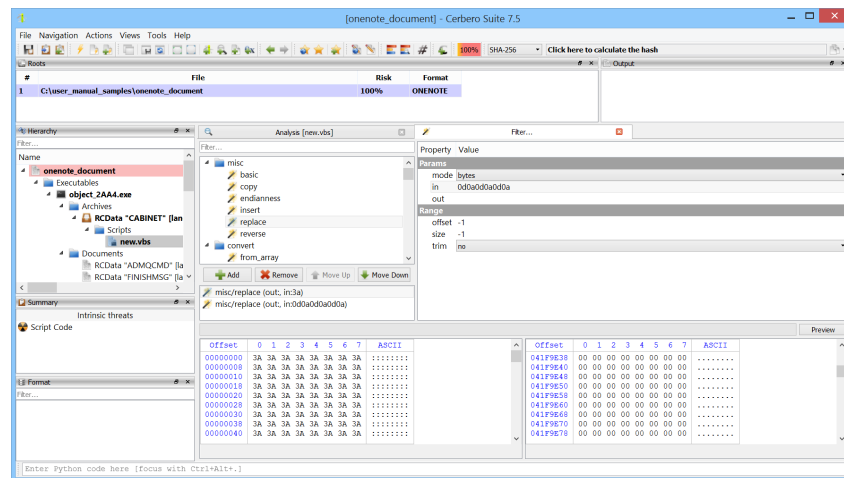 [onenote_document] - Cerbero Suite 7.5
File Navigation Actions Views Tools Help
100% SHA-256 Click here to calculate the hash
Roots
Output
# File Risk Format
1 C:\user_manual_samples\onenote_document 100% ONENOTE
Hierarchy
Filter...
Name
onenote_document
Executables
object_2AA4.exe
Archives
RCData "CABINET" [lan
Scripts
new.vbs
Documents
RCData "ADMQCMD" [la
RCData "FINISHMSG" [la
Summary
Intrinsic threats
Script Code
Format
Filter...
Analysis [new.vbs]
Filter...
misc
basic
copy
endianness
insert
replace
reverse
convert
from_array
Add Remove Move Up Move Down
misc/replace (out:, in:3a)
misc/replace (out:, in:0d0a0d0a0d0a)
Filter...
Property Value
Params
mode bytes
in 0d0a0d0a0d0a
out
Range
offset -1
size -1
trim no
Preview
Offset 0 1 2 3 4 5 6 7 ASCII
00000000 3A 3A 3A 3A 3A 3A 3A 3A ::::::::
00000008 3A 3A 3A 3A 3A 3A 3A 3A ::::::::
00000010 3A 3A 3A 3A 3A 3A 3A 3A ::::::::
00000018 3A 3A 3A 3A 3A 3A 3A 3A ::::::::
00000020 3A 3A 3A 3A 3A 3A 3A 3A ::::::::
00000028 3A 3A 3A 3A 3A 3A 3A 3A ::::::::
00000030 3A 3A 3A 3A 3A 3A 3A 3A ::::::::
00000038 3A 3A 3A 3A 3A 3A 3A 3A ::::::::
00000040 3A 3A 3A 3A 3A 3A 3A 3A ::::::::
Offset 0 1 2 3 4 5 6 7 ASCII
041F9E38 00 00 00 00 00 00 00 00 ........
041F9E40 00 00 00 00 00 00 00 00 ........
041F9E48 00 00 00 00 00 00 00 00 ........
041F9E50 00 00 00 00 00 00 00 00 ........
041F9E58 00 00 00 00 00 00 00 00 ........
041F9E60 00 00 00 00 00 00 00 00 ........
041F9E68 00 00 00 00 00 00 00 00 ........
041F9E70 00 00 00 00 00 00 00 00 ........
041F9E78 00 00 00 00 00 00 00 00 ........
Enter Python code here [focus with Ctrl+Alt+.]